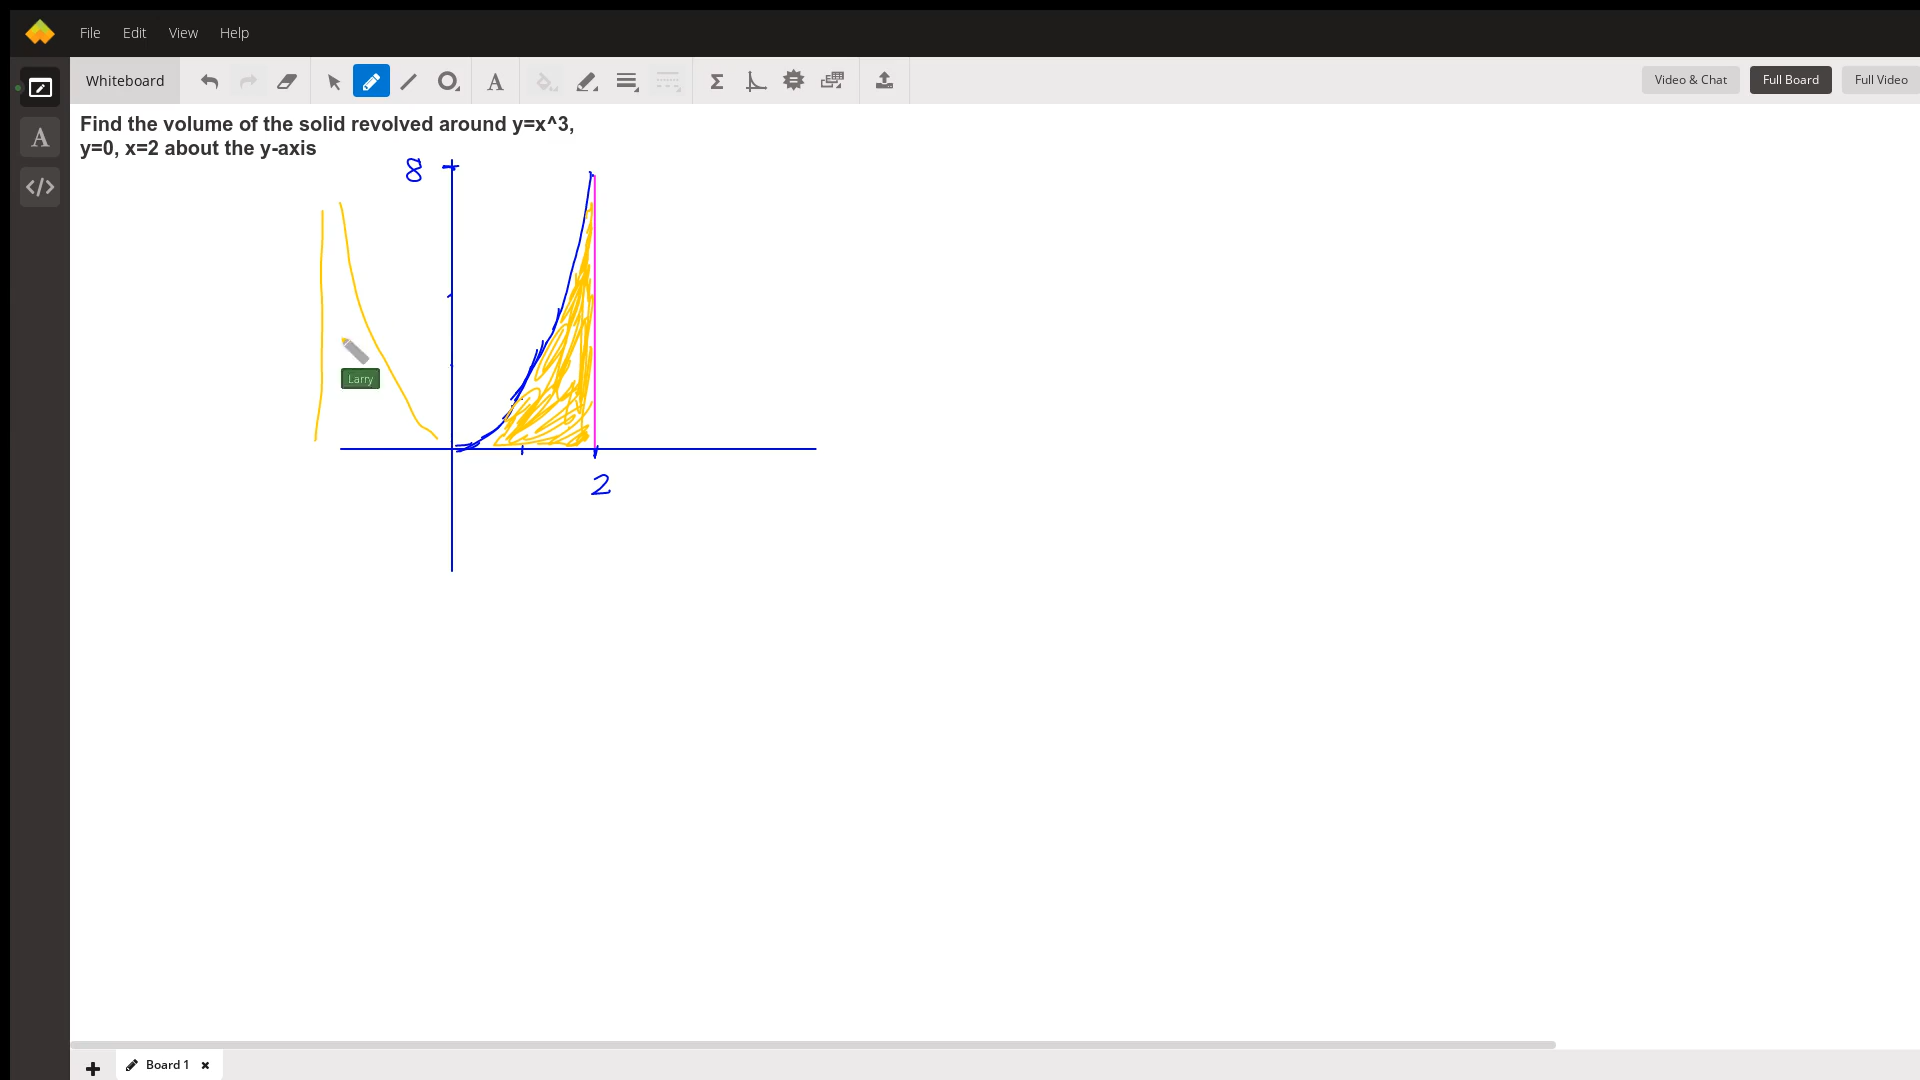 File Edit View Help
Whiteboard A Σ Video & Chat Full Board Full Video
A
</>
Find the volume of the solid revolved around y=x^3,
y=0, x=2 about the y-axis
8
Larry
2
Board 1